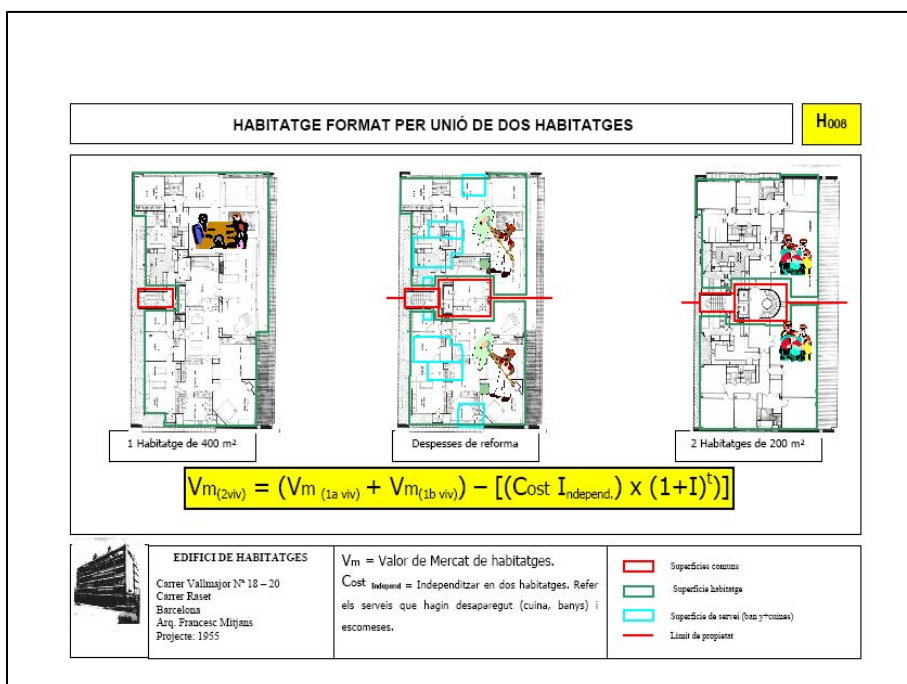 HABITATGE FORMAT PER UNIÓ DE DOS HABITATGES
H008
1 Habitatge de 400 m²
Despesses de reforma
2 Habitatges de 200 m²
Vm(2viv) = (Vm (1a viv) + Vm(1b viv)) – [(Cost Independ.) x (1+I)t)]
EDIFICI DE HABITATGES
Carrer Vallmajor Nª 18 – 20
Carrer Raset
Barcelona
Arq. Francesc Mitjans
Projecte: 1955
Vm = Valor de Mercat de habitatges.
Cost Independ = Independitzar en dos habitatges. Refer
els serveis que hagin desaparegut (cuina, banys) i
escomeses.
Superfícies comuns
Superfície habitatge
Superfície de servei (ban y+cuines)
Límit de propietat